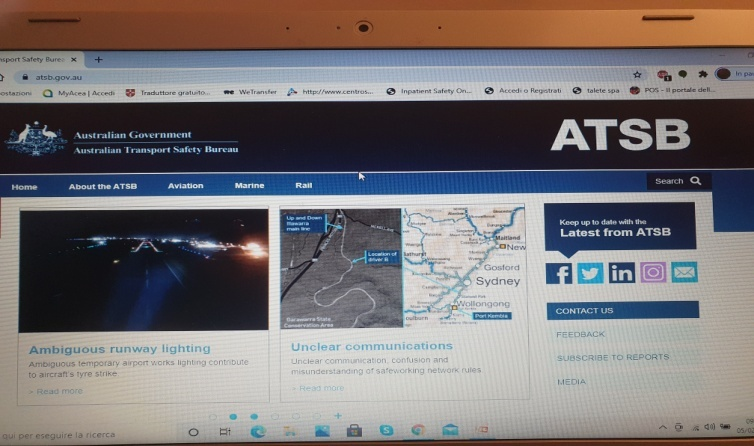 nsport Safety Bureau
atsb.gov.au
In pa
ostazioni MyAcea | Accedi Traduttore gratuito... WeTransfer http://www.centros... Inpatient Safety On... Accedi o Registrati talete spa POS - Il portale dell...
Australian Government
Australian Transport Safety Bureau
ATSB
Home About the ATSB Aviation Marine Rail
Search
Up and Down
Illawarra
main line
Location of
driver B
Garawarra State
Conservation Area
Maitland
New
Gosford
Sydney
Wollongong
Port Kembla
Keep up to date with the
Latest from ATSB
Ambiguous runway lighting
Ambiguous temporary airport works lighting contribute
to aircraft's tyre strike.
» Read more
Unclear communications
Unclear communication, confusion and
misunderstanding of safeworking network rules.
» Read more
CONTACT US
FEEDBACK
SUBSCRIBE TO REPORTS
MEDIA
qui per eseguire la ricerca